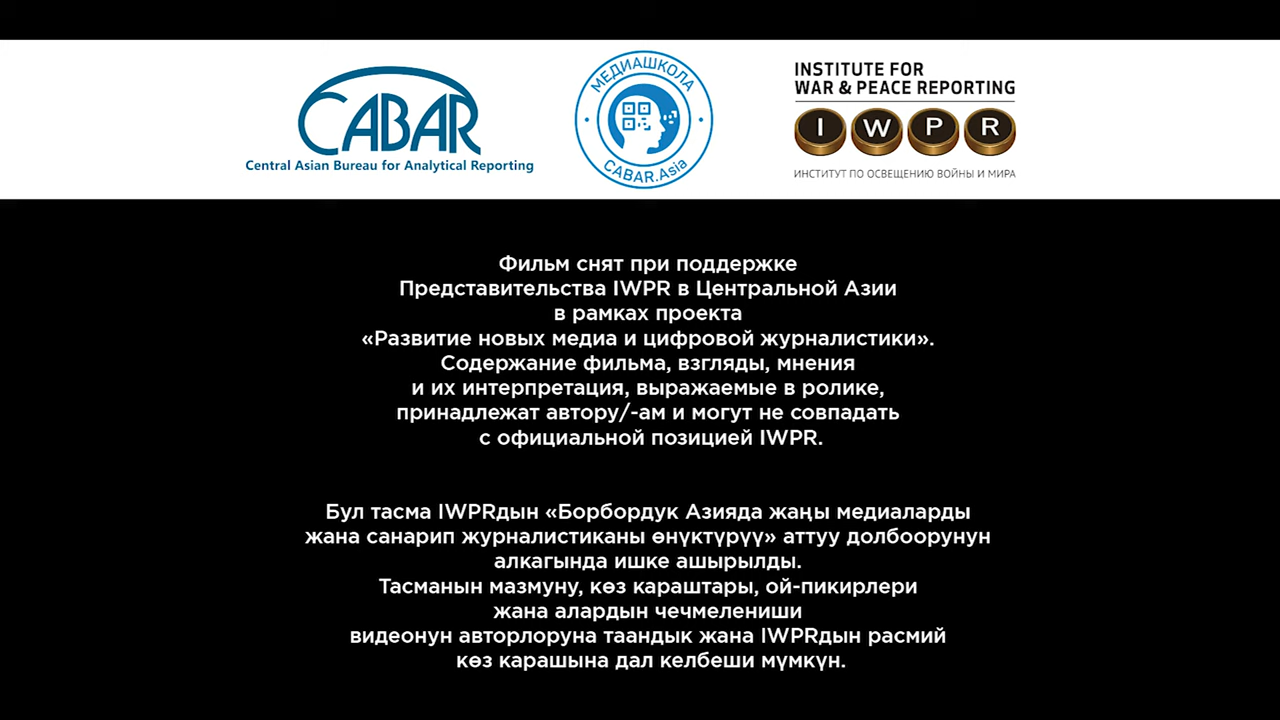 CABAR
Central Asian Bureau for Analytical Reporting
МЕДИАШКОЛА
CABAR.Asia
INSTITUTE FOR
WAR & PEACE REPORTING
I W P R
ИНСТИТУТ ПО ОСВЕЩЕНИЮ ВОЙНЫ И МИРА
Фильм снят при поддержке
Представительства IWPR в Центральной Азии
в рамках проекта
«Развитие новых медиа и цифровой журналистики».
Содержание фильма, взгляды, мнения
и их интерпретация, выражаемые в ролике,
принадлежат автору/-ам и могут не совпадать
с официальной позицией IWPR.
Бул тасма IWPRдын «Борбордук Азияда жаңы медиаларды
жана санарип журналистиканы өнүктүрүү» аттуу долбоорунун
алкагында ишке ашырылды.
Тасманын мазмуну, көз караштары, ой-пикирлери
жана алардын чечмелениши
видеонун авторлоруна таандык жана IWPRдын расмий
көз карашына дал келбеши мүмкүн.